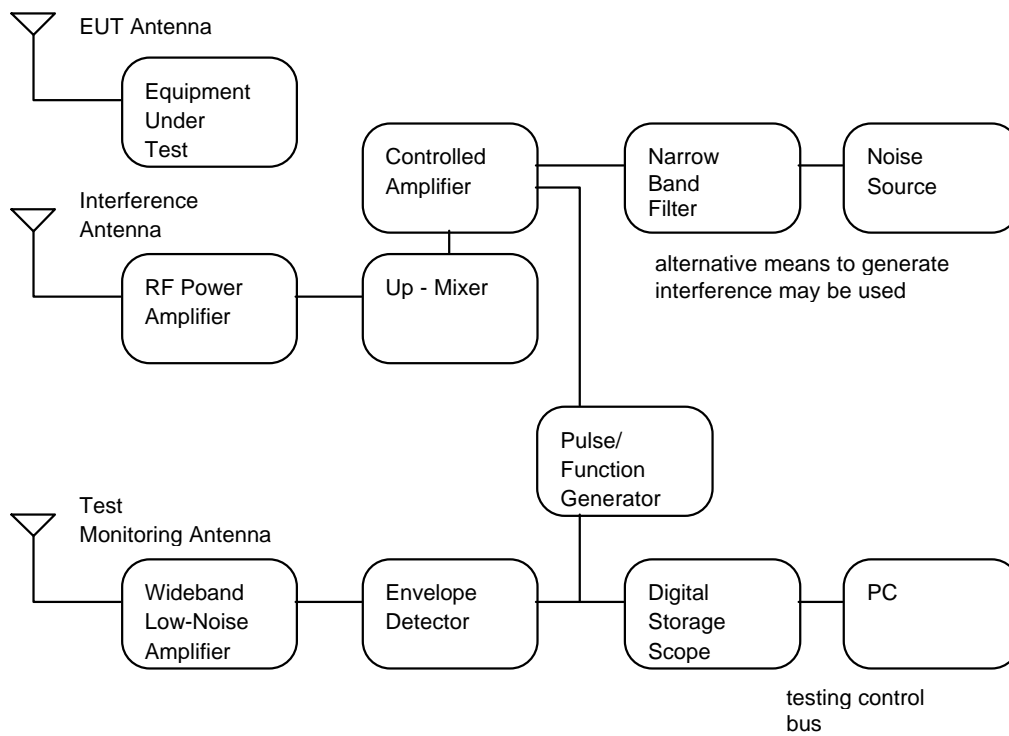 EUT Antenna
Equipment
Under
Test
Controlled
Amplifier
Narrow
Band
Filter
Noise
Source
Interference
Antenna
RF Power
Amplifier
Up - Mixer
alternative means to generate
interference may be used
Pulse/
Function
Generator
Test
Monitoring Antenna
Wideband
Low-Noise
Amplifier
Envelope
Detector
Digital
Storage
Scope
PC
testing control
bus